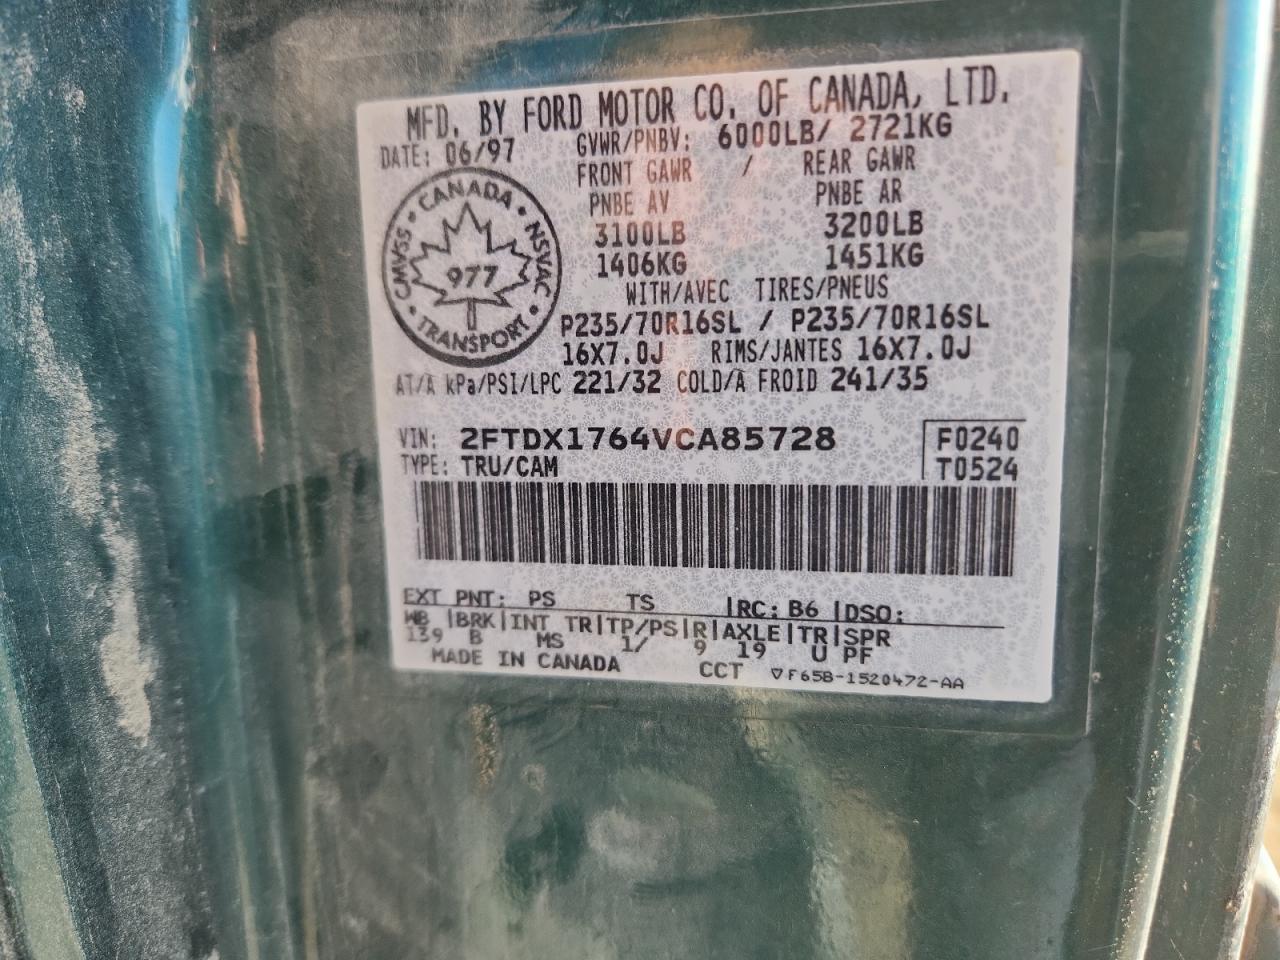 MFD. BY FORD MOTOR CO. OF CANADA, LTD.
DATE: 06/97 GVWR/PNBV: 6000LB/ 2721KG
FRONT GAWR / REAR GAWR
PNBE AV PNBE AR
3100LB 3200LB
1406KG 1451KG
CANADA · NSVAC · TRANSPORT · CMVSS
977
WITH/AVEC TIRES/PNEUS
P235/70R16SL / P235/70R16SL
16X7.0J RIMS/JANTES 16X7.0J
AT/A kPa/PSI/LPC 221/32 COLD/A FROID 241/35
VIN: 2FTDX1764VCA85728 F0240
TYPE: TRU/CAM T0524
EXT PNT: PS TS |RC: B6 |DSO:
WB |BRK|INT TR|TP/PS|R|AXLE|TR|SPR
139 B MS 1/ 9 19 U PF
MADE IN CANADA CCT ▽F65B-1520472-AA